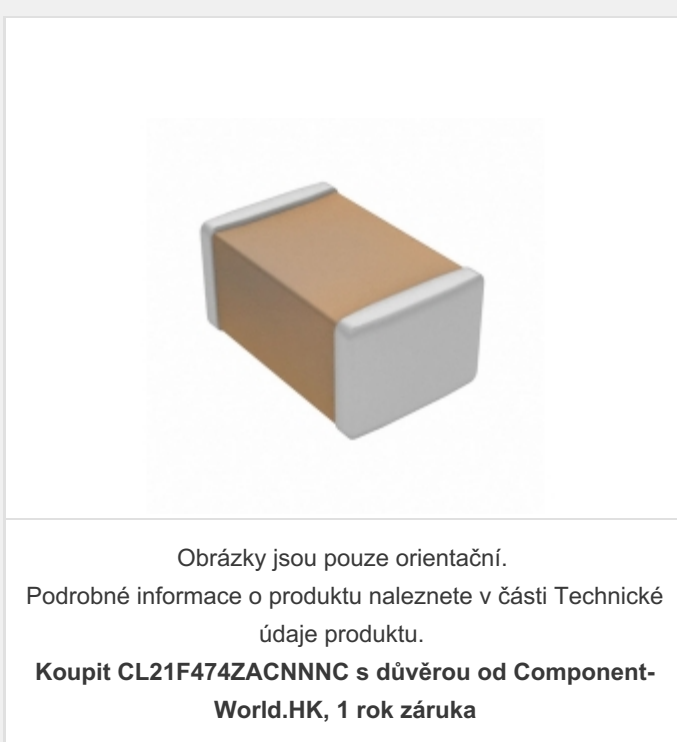 Obrázky jsou pouze orientační.
Podrobné informace o produktu naleznete v části Technické
údaje produktu.
Koupit CL21F474ZACNNNC s důvěrou od Component-
World.HK, 1 rok záruka